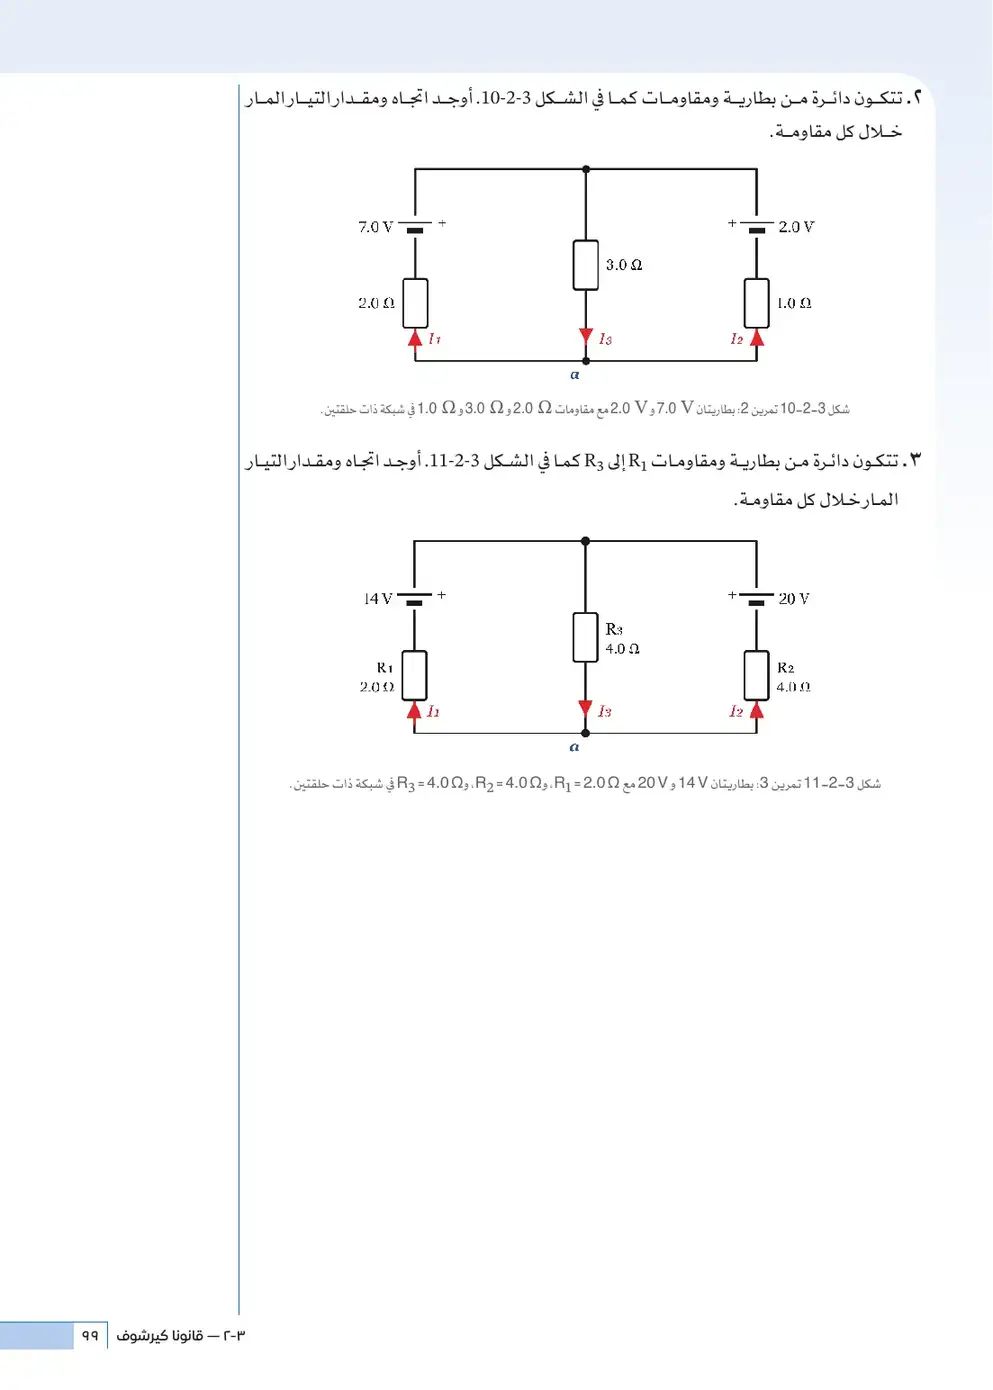 ٢. تتكون دائرة من بطارية ومقاومات كما في الشكل 3-2-10. أوجد اتجاه ومقدار التيار المار
خلال كل مقاومة.
7.0 V + + 2.0 V
3.0 Ω
2.0 Ω 1.0 Ω
I1 I3 I2
a
شكل 3-2-10 تمرين 2: بطاريتان 7.0 V و 2.0 V مع مقاومات 2.0 Ω و 3.0 Ω و 1.0 Ω في شبكة ذات حلقتين.
٣. تتكون دائرة من بطارية ومقاومات R1 إلى R3 كما في الشكل 3-2-11. أوجد اتجاه ومقدار التيار
المار خلال كل مقاومة.
14 V + + 20 V
R3
4.0 Ω
R1 R2
2.0 Ω 4.0 Ω
I1 I3 I2
a
شكل 3-2-11 تمرين 3: بطاريتان 14 V و 20 V مع R1 = 2.0 Ω، وR2 = 4.0 Ω، وR3 = 4.0 Ω في شبكة ذات حلقتين.
٣-٢ — قانونا كيرشوف ٩٩